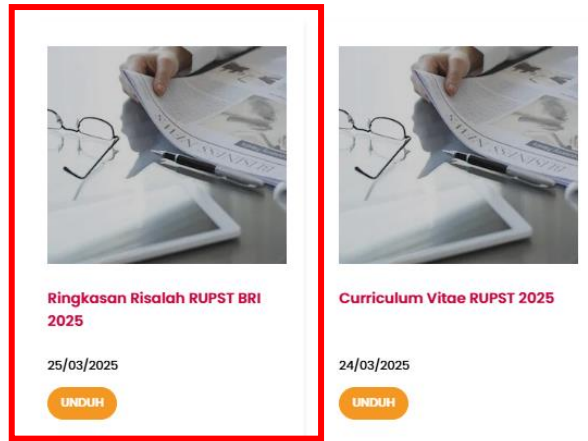 Ringkasan Risalah RUPST BRI
2025
25/03/2025
UNDUH
Curriculum Vitae RUPST 2025
24/03/2025
UNDUH